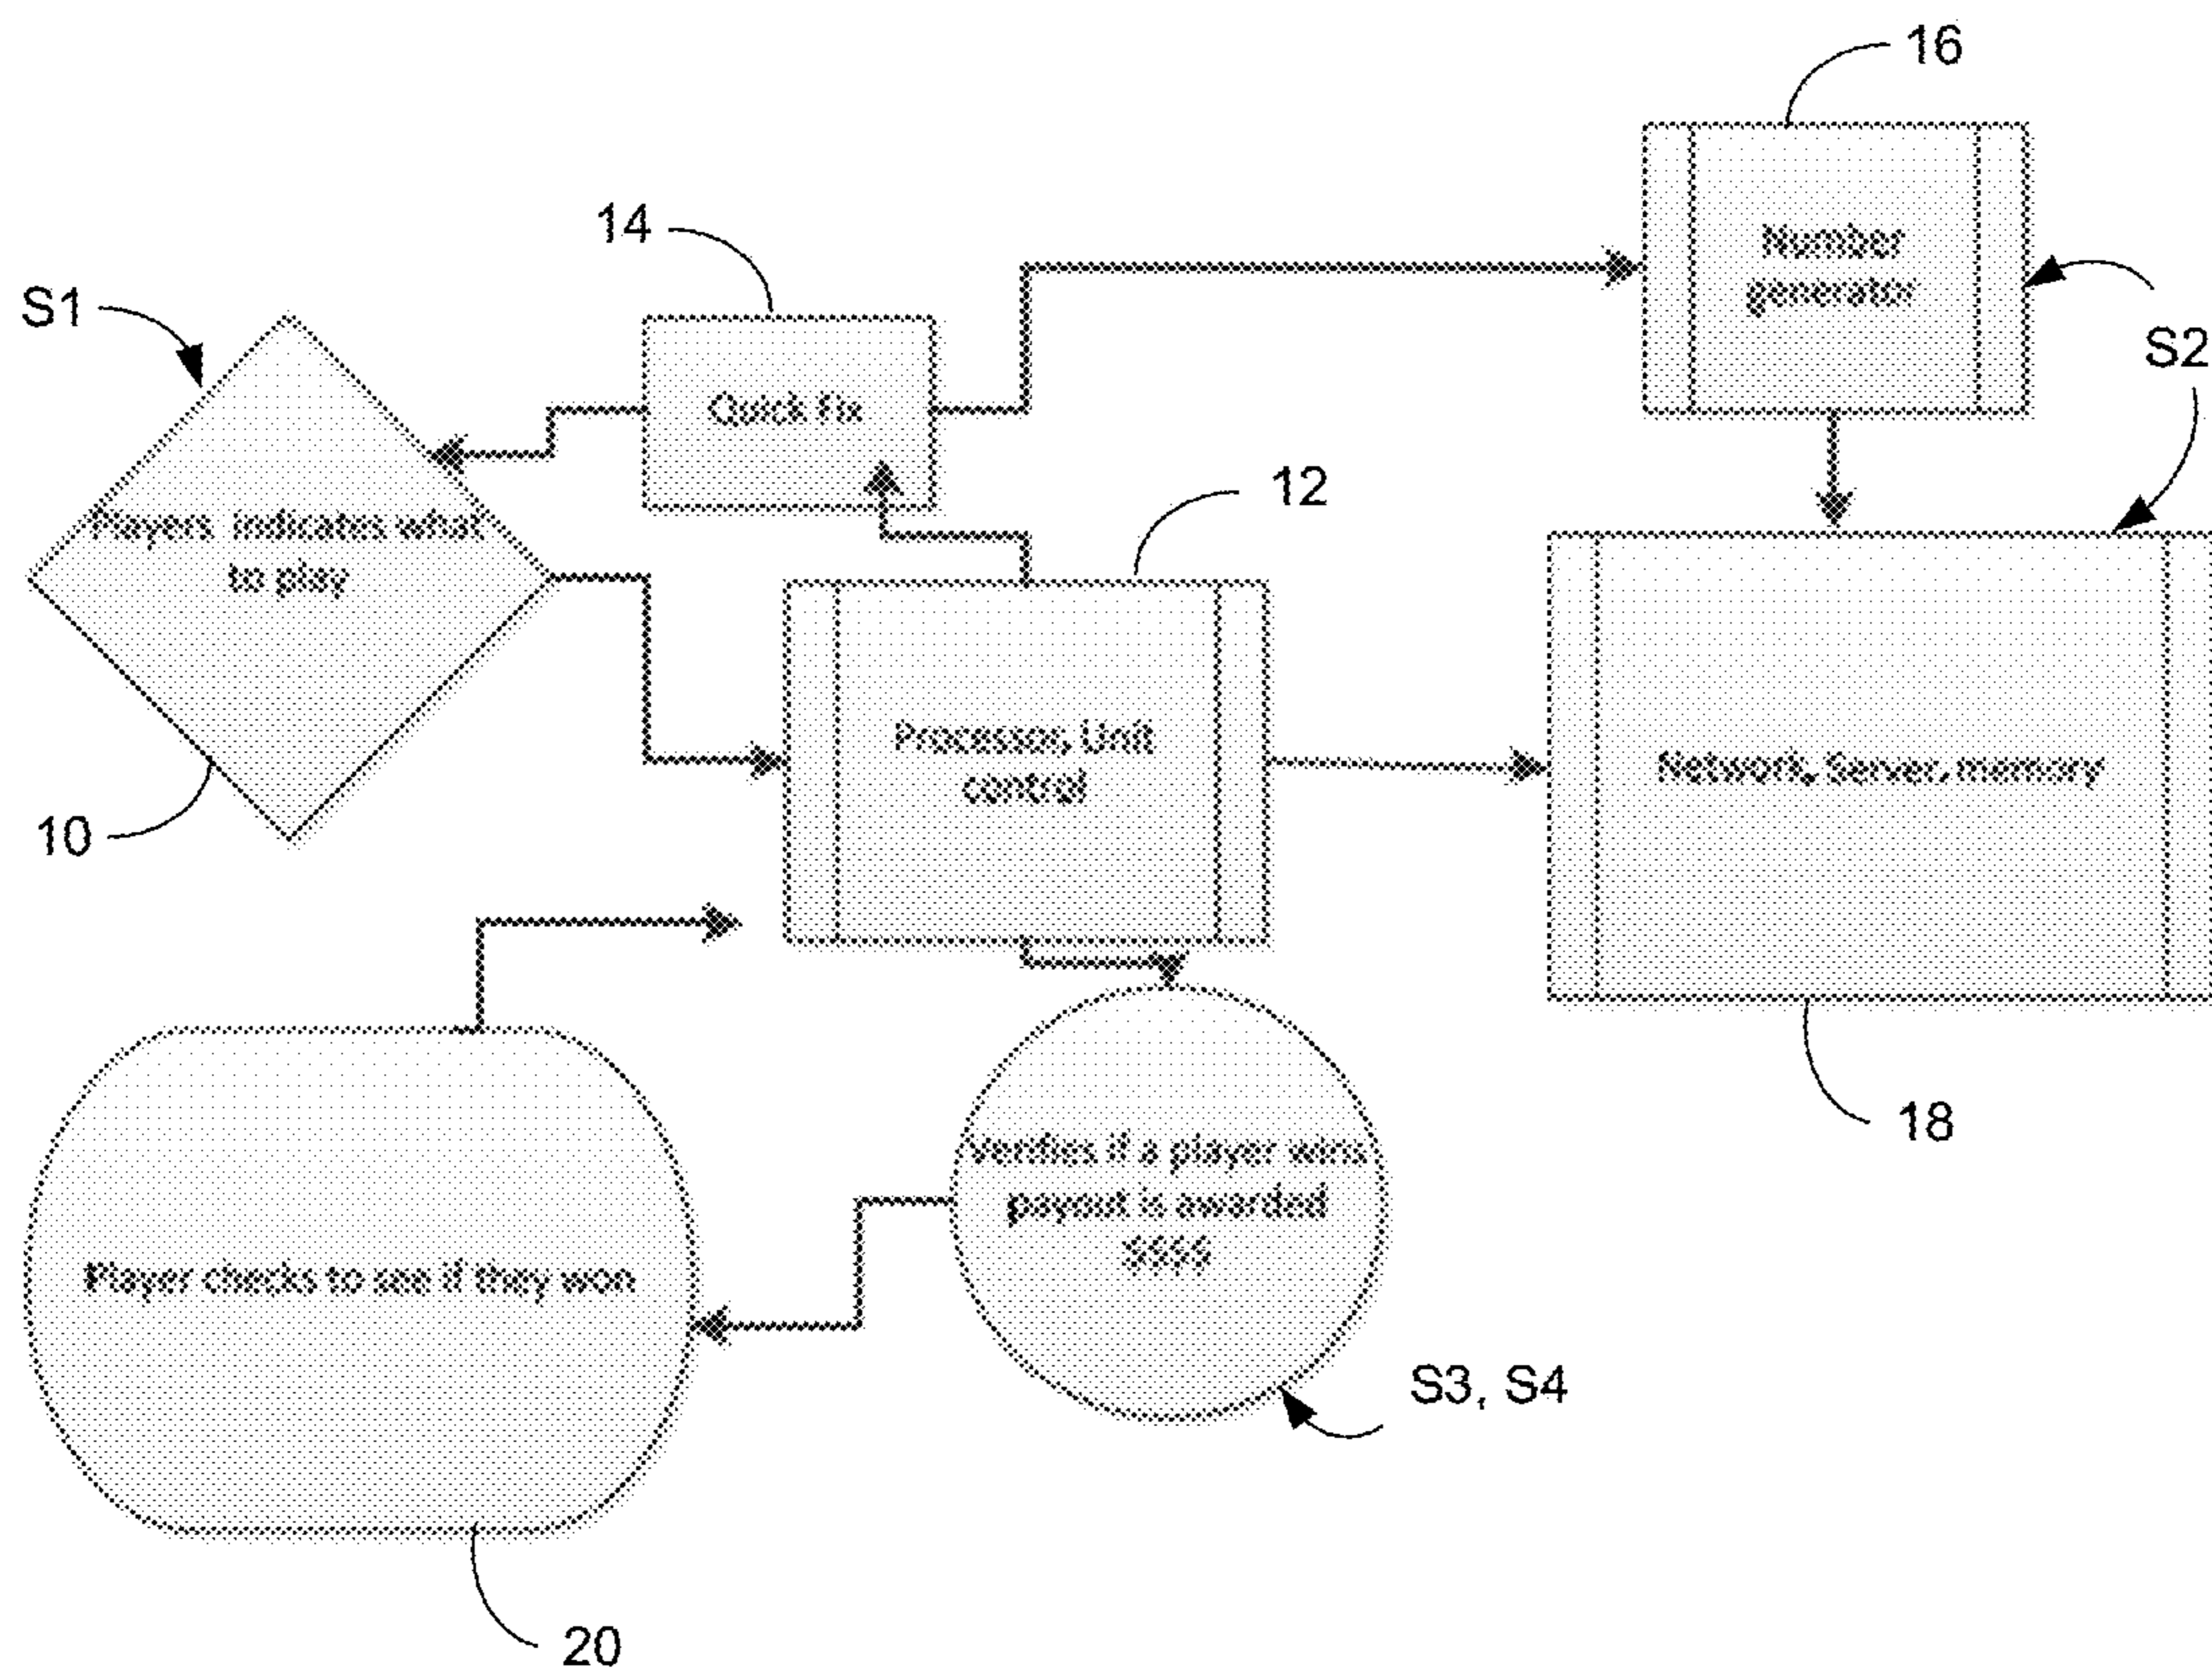 16
14
Number
generator
S1
S2
Quick Fix
12
Players indicates what
to play
Processor, Unit
control
Network, Server, memory
10
18
Verifies if a player wins
payout is awarded
$$$$
Player checks to see if they won
S3, S4
20